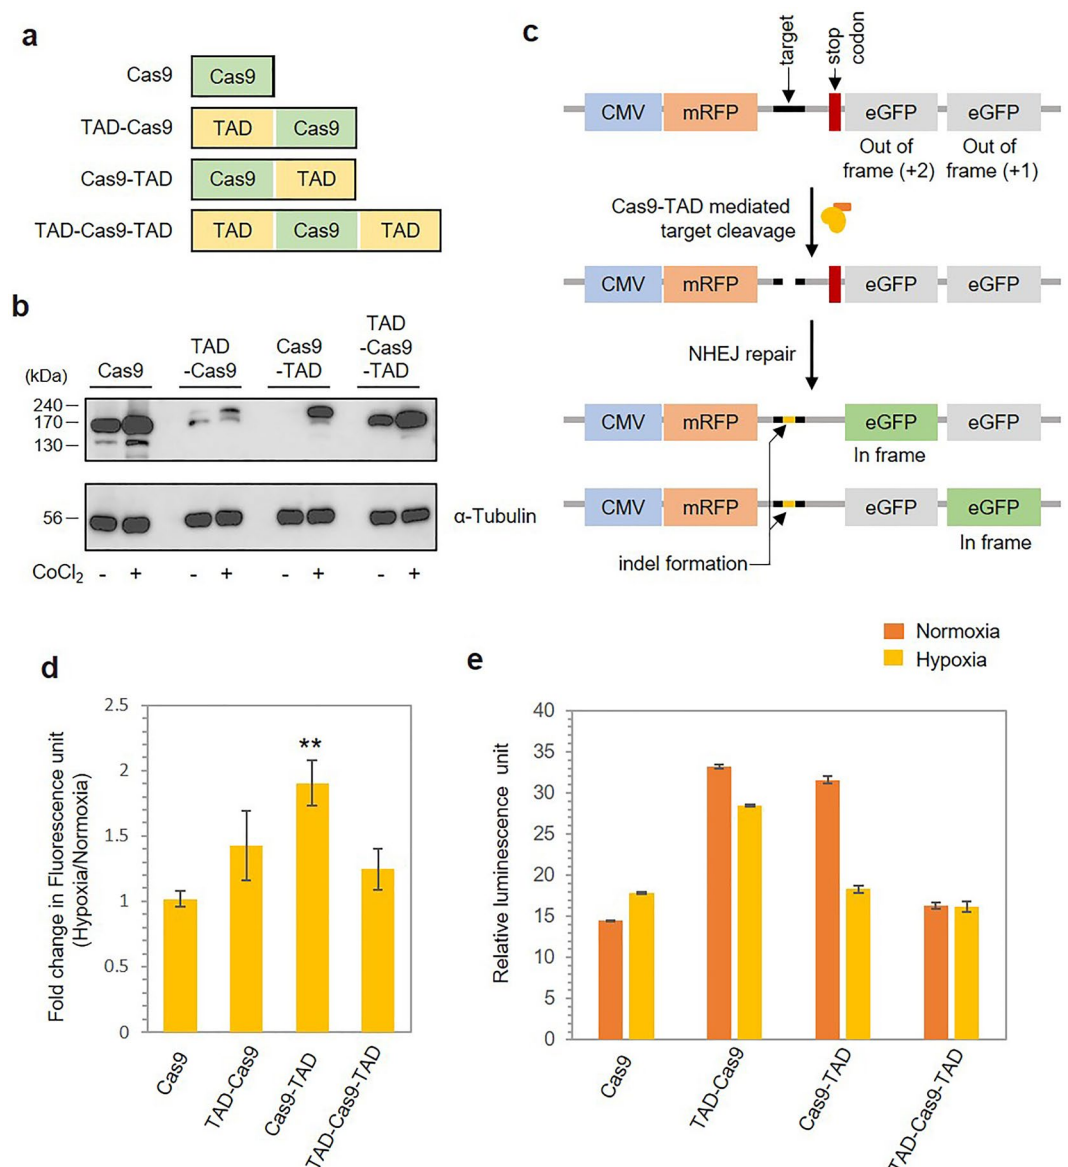 a
Cas9
Cas9
TAD-Cas9
TAD Cas9
Cas9-TAD
Cas9 TAD
TAD-Cas9-TAD
TAD Cas9 TAD
b
(kDa)
Cas9
TAD
-Cas9
Cas9
-TAD
TAD
-Cas9
-TAD
240
170
130
56
α-Tubulin
CoCl2 - + - + - + - +
c
target
stop
codon
CMV mRFP eGFP eGFP
Out of
frame (+2)
Out of
frame (+1)
Cas9-TAD mediated
target cleavage
CMV mRFP eGFP eGFP
NHEJ repair
CMV mRFP eGFP eGFP
In frame
CMV mRFP eGFP eGFP
In frame
indel formation
d
Fold change in Fluorescence unit
(Hypoxia/Normoxia)
2.5
2
1.5
1
0.5
0
**
Cas9
TAD-Cas9
Cas9-TAD
TAD-Cas9-TAD
e
Normoxia
Hypoxia
Relative luminescence unit
40
35
30
25
20
15
10
5
0
Cas9
TAD-Cas9
Cas9-TAD
TAD-Cas9-TAD